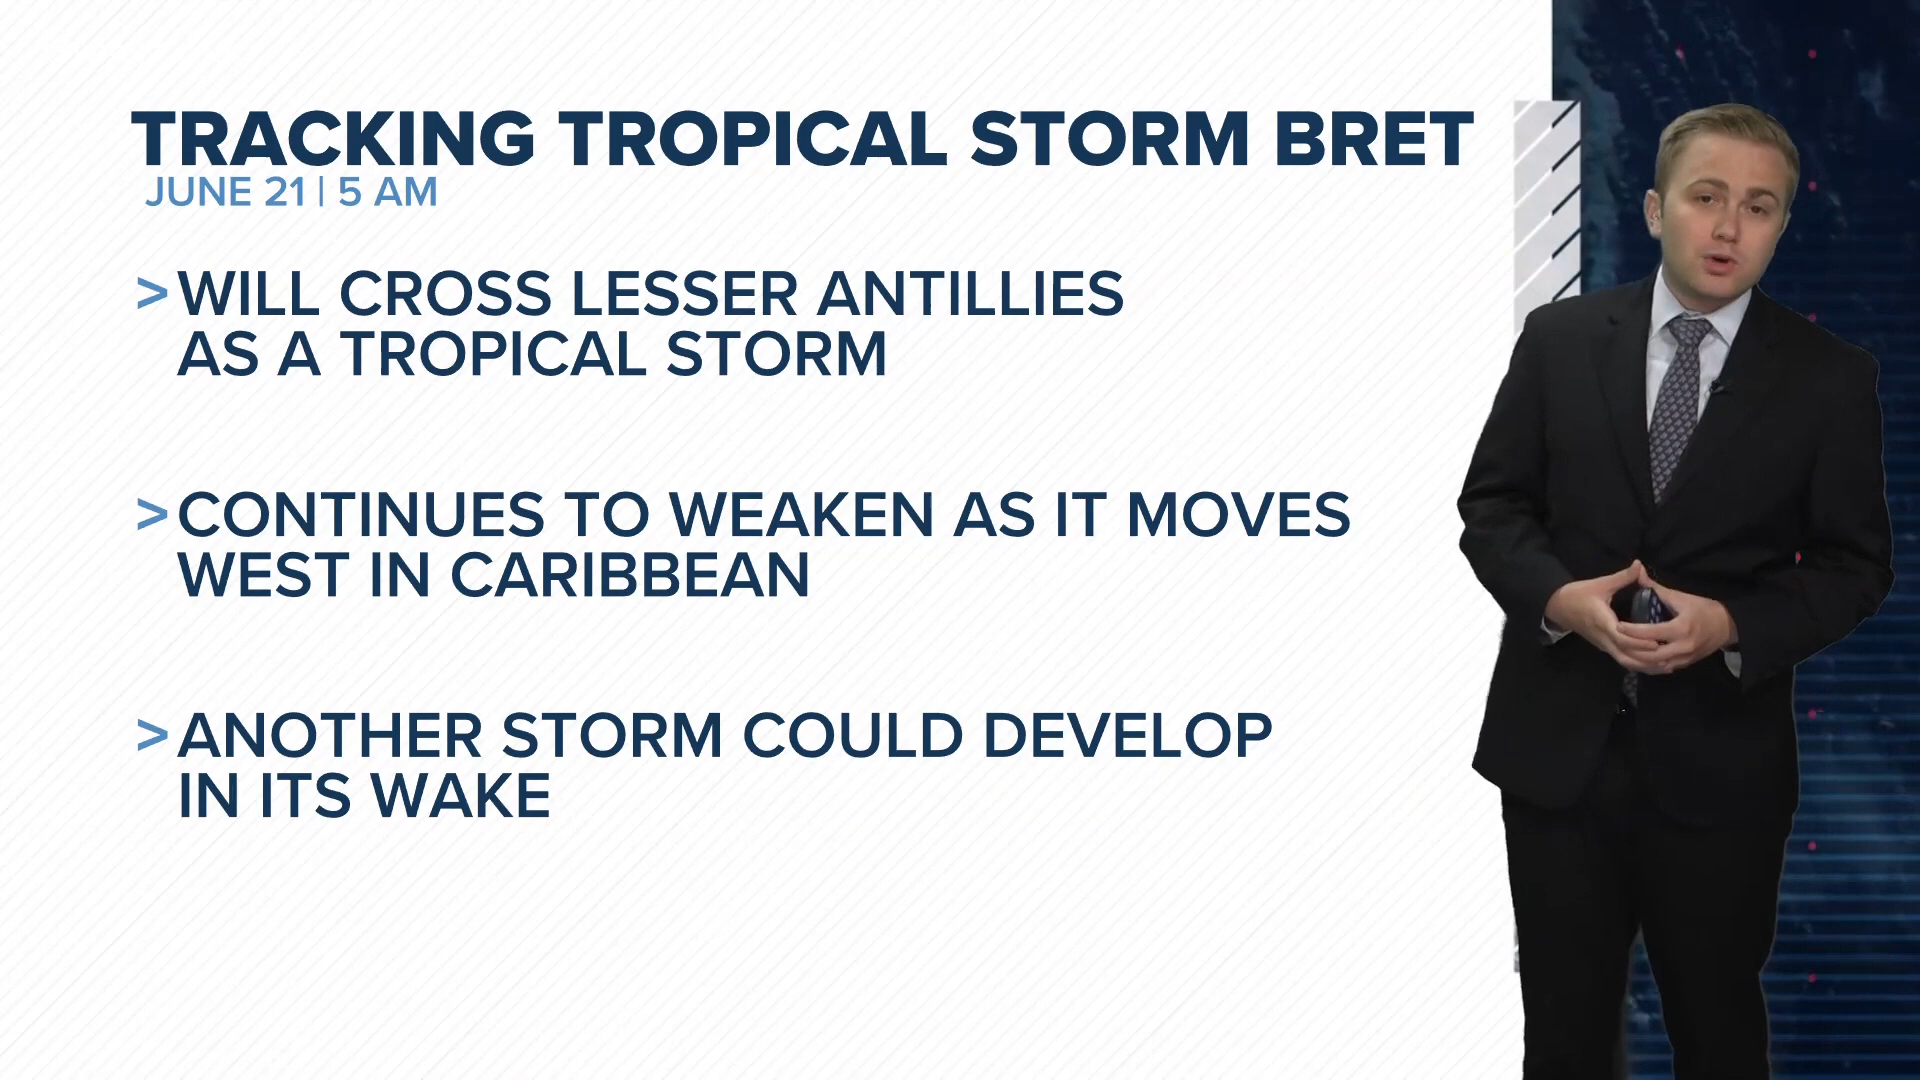 TRACKING TROPICAL STORM BRET
JUNE 21 | 5 AM
> WILL CROSS LESSER ANTILLIES
AS A TROPICAL STORM
> CONTINUES TO WEAKEN AS IT MOVES
WEST IN CARIBBEAN
> ANOTHER STORM COULD DEVELOP
IN ITS WAKE